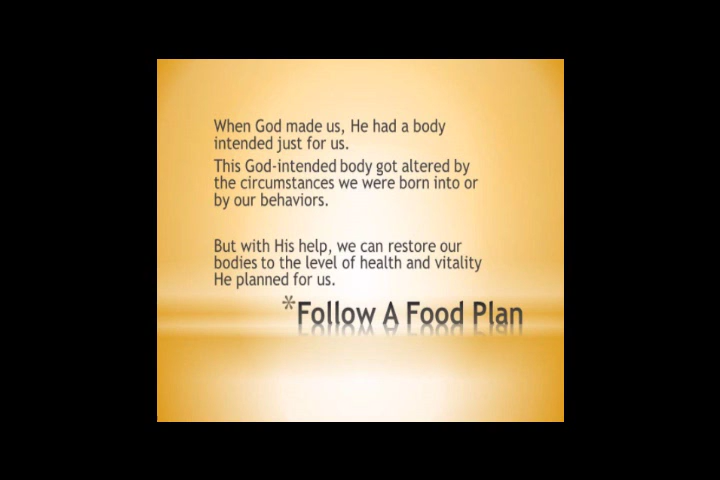 When God made us, He had a body
intended just for us.
This God-intended body got altered by
the circumstances we were born into or
by our behaviors.
But with His help, we can restore our
bodies to the level of health and vitality
He planned for us.
*Follow A Food Plan